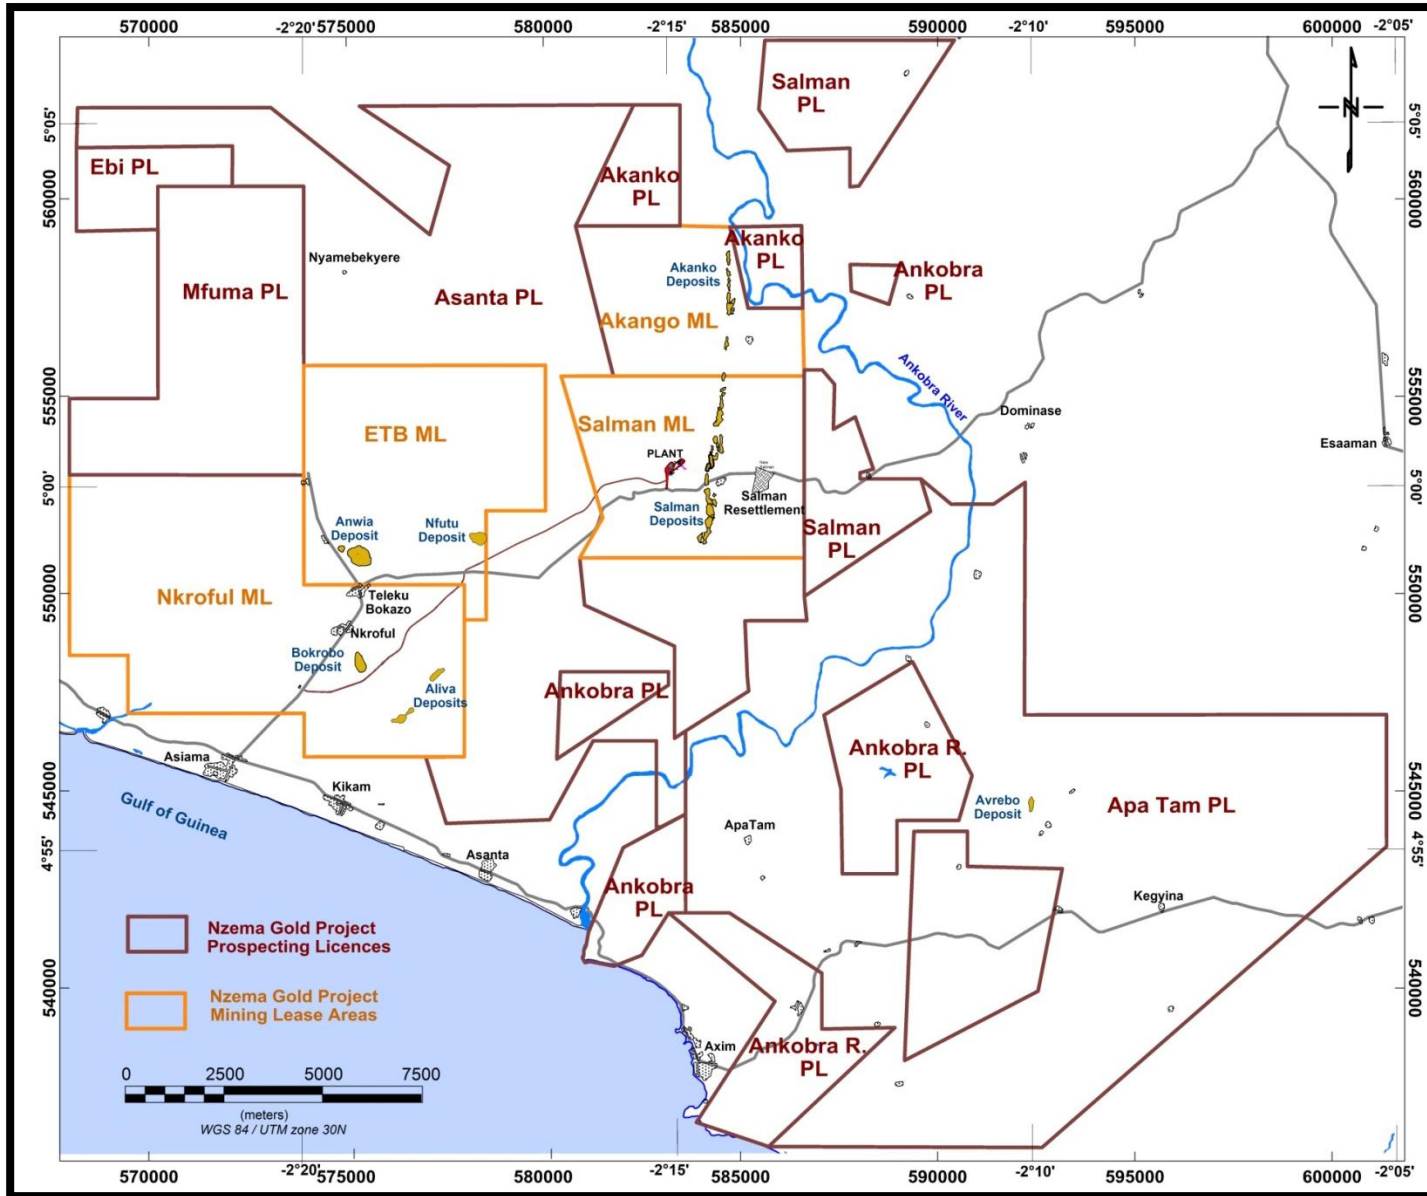 570000
-2°20'
575000
580000
-2°15'
585000
590000
-2°10'
595000
600000
-2°05'
5°05'
5600000
555000
5°00'
550000
545000
4°55'
540000
5°05'
5600000
555000
5°00'
550000
545000
4°55'
540000
N
Salman
PL
Ebi PL
Akanko
PL
Nyamebekyere
Akanko
PL
Akanko
Deposits
Ankobra
PL
Mfuma PL
Asanta PL
Akango ML
Ankobra River
Dominase
Esaaman
ETB ML
Salman ML
PLANT
Salman
Resettlement
Salman
Deposits
Anwia
Deposit
Nfutu
Deposit
Salman
PL
Nkroful ML
Teleku
Bokazo
Nkroful
Bokrobo
Deposit
Aliva
Deposits
Ankobra PL
Ankobra R.
PL
Asiama
Kikam
Gulf of Guinea
Avrebo
Deposit
Apa Tam PL
ApaTam
Asanta
Ankobra
PL
Kegyina
Nzema Gold Project
Prospecting Licences
Nzema Gold Project
Mining Lease Areas
Axim
Ankobra R.
PL
0
2500
5000
7500
(meters)
WGS 84 / UTM zone 30N
570000
-2°20'
575000
580000
-2°15'
585000
590000
-2°10'
595000
600000
-2°05'